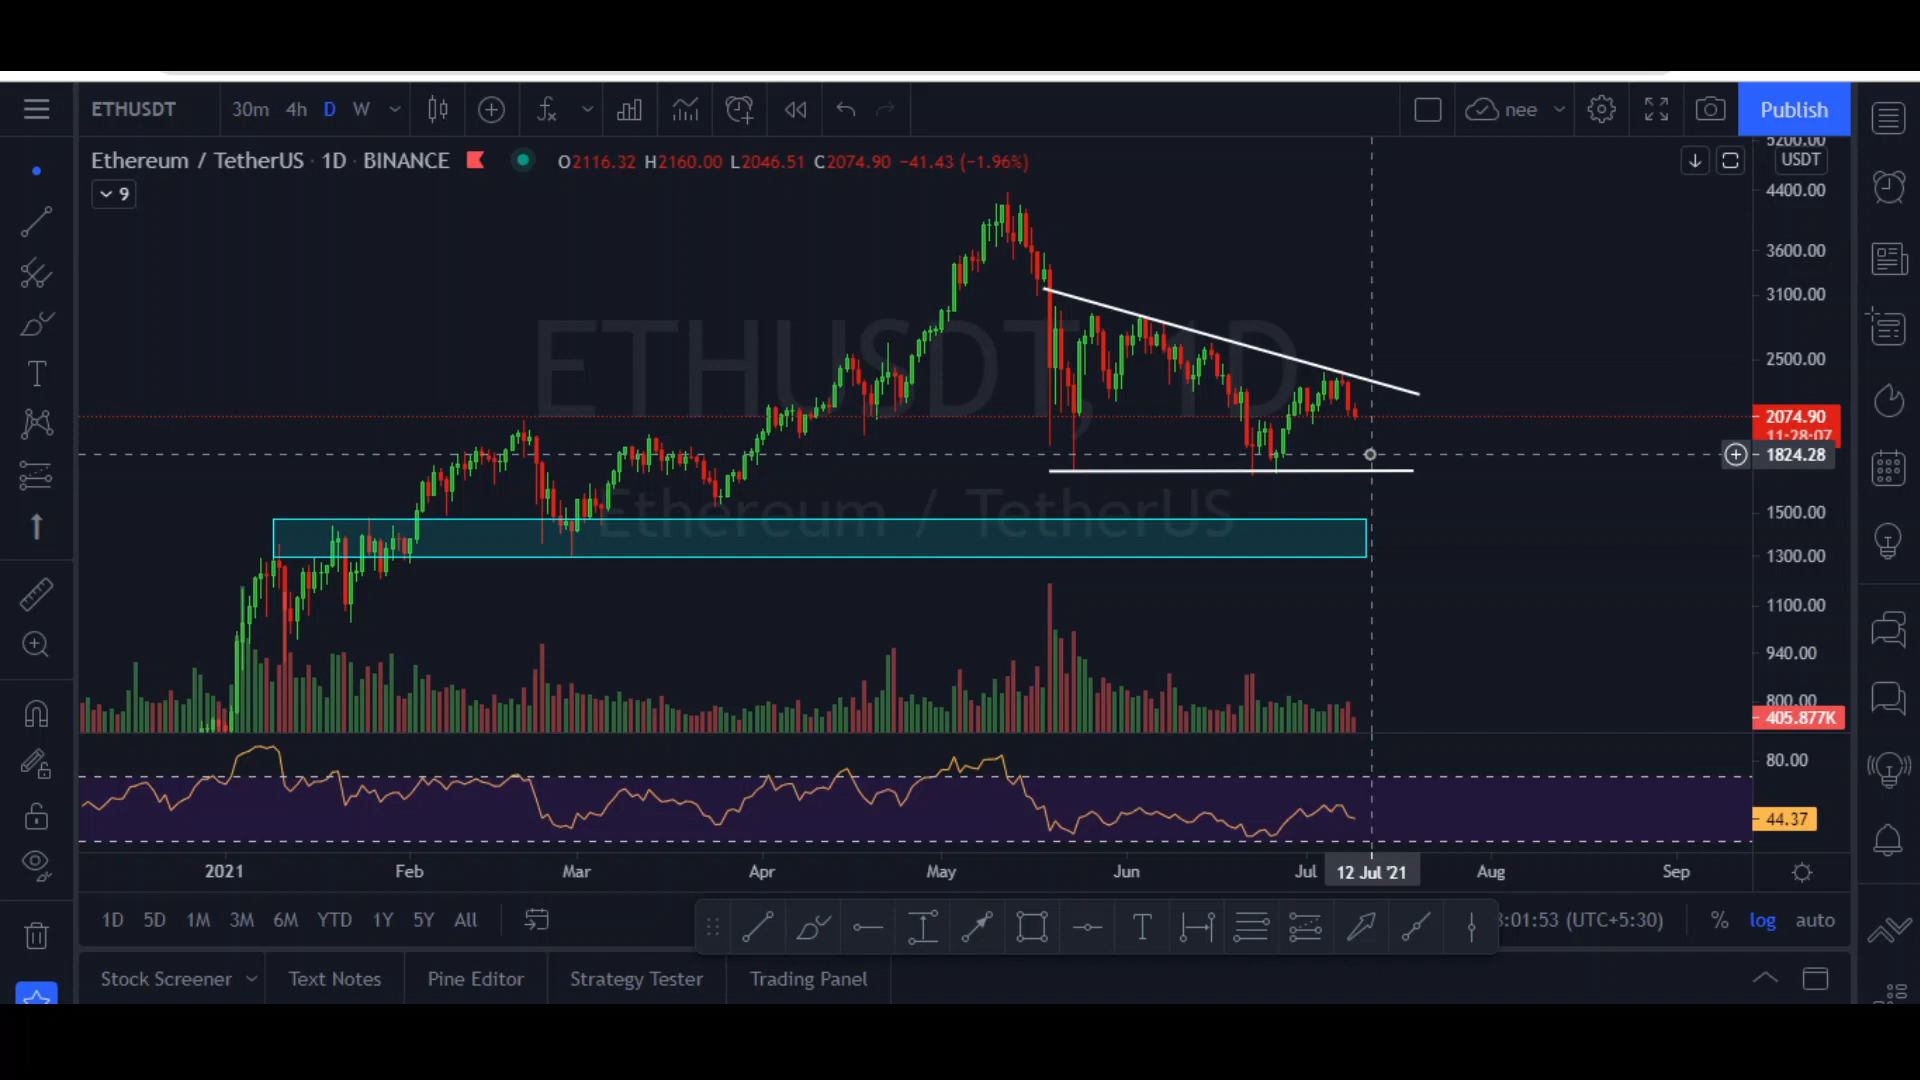 ETHUSDT 30m 4h D W nee Publish
Ethereum / TetherUS · 1D · BINANCE O2116.32 H2160.00 L2046.51 C2074.90 −41.43 (−1.96%)
9
USDT
5200.00
4400.00
3600.00
3100.00
2500.00
2074.90
11:28:07
1824.28
1500.00
1300.00
1100.00
940.00
800.00
405.877K
ETHUSDT, 1D
Ethereum / TetherUS
80.00
44.37
2021 Feb Mar Apr May Jun Jul 12 Jul '21 Aug Sep
1D 5D 1M 3M 6M YTD 1Y 5Y All :01:53 (UTC+5:30) % log auto
Stock Screener Text Notes Pine Editor Strategy Tester Trading Panel